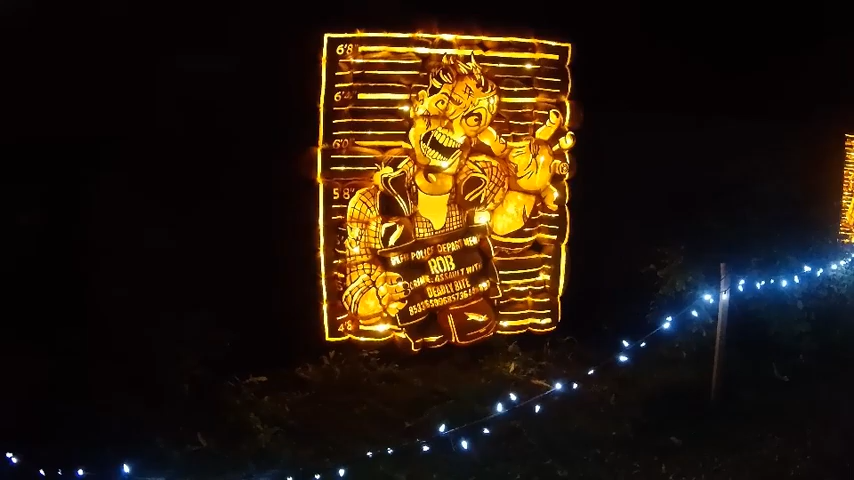 6'8"
6'4"
6'0"
5'8"
POLICE DEPARTMENT
ROB
CRIME: ASSAULT WITH
DEADLY BITE
4'8